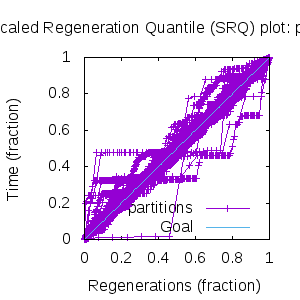 caled Regeneration Quantile (SRQ) plot: p
1
0.8
0.6
0.4
0.2
0
Time (fraction)
partitions
Goal
0 0.2 0.4 0.6 0.8 1
Regenerations (fraction)